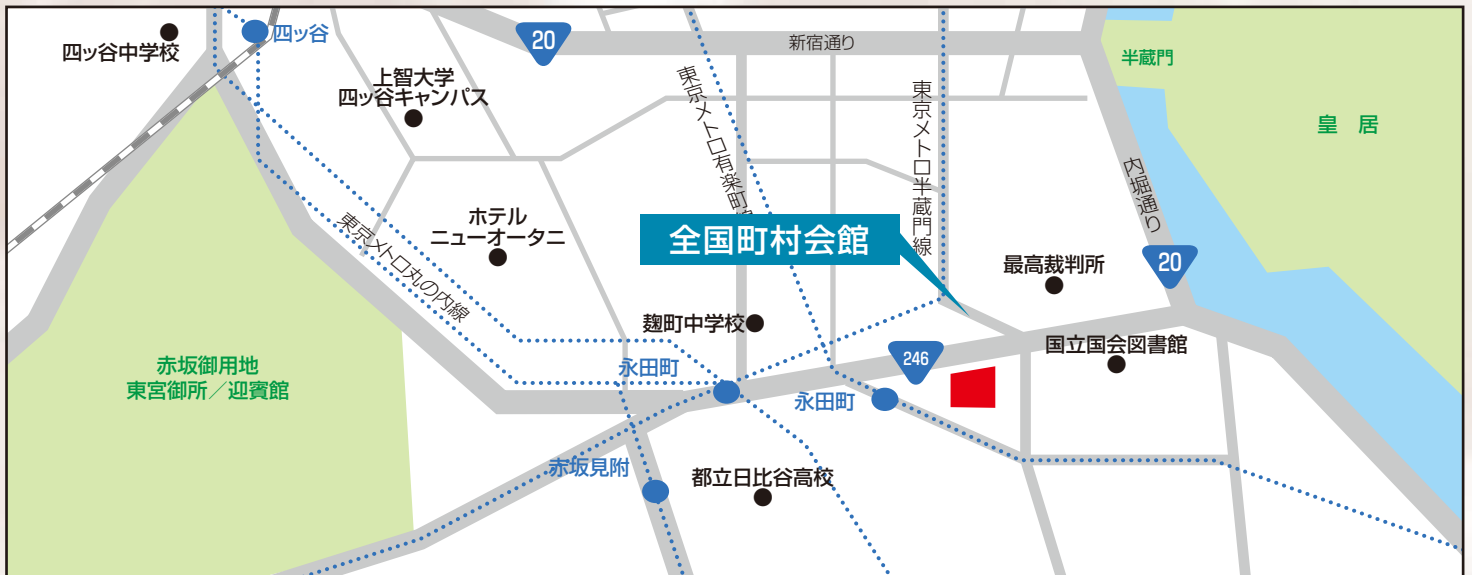 四ッ谷中学校
四ッ谷
20
新宿通り
半蔵門
上智大学
四ッ谷キャンパス
東京メトロ有楽町
東京メトロ半蔵門線
皇 居
内堀通り
ホテル
ニューオータニ
東京メトロ丸の内線
全国町村会館
最高裁判所
20
麹町中学校
246
国立国会図書館
赤坂御用地
東宮御所／迎賓館
永田町
永田町
赤坂見附
都立日比谷高校